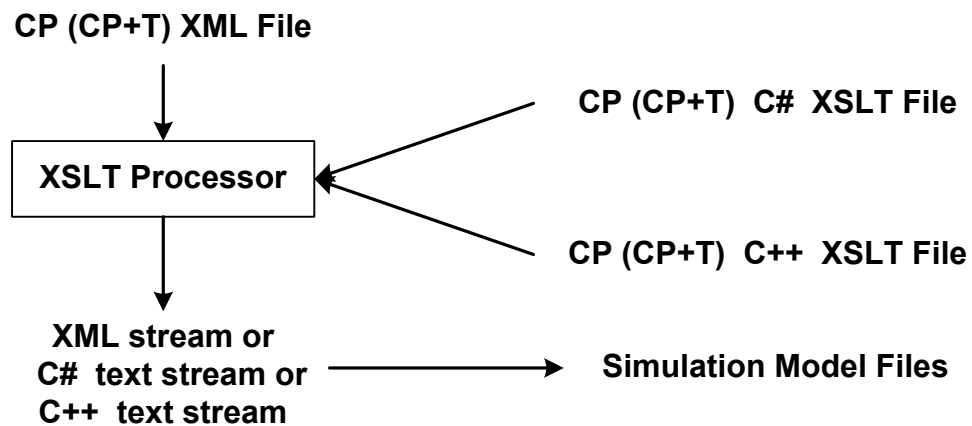 CP (CP+T) XML File
CP (CP+T) C# XSLT File
XSLT Processor
CP (CP+T) C++ XSLT File
XML stream or
C# text stream or
C++ text stream
Simulation Model Files